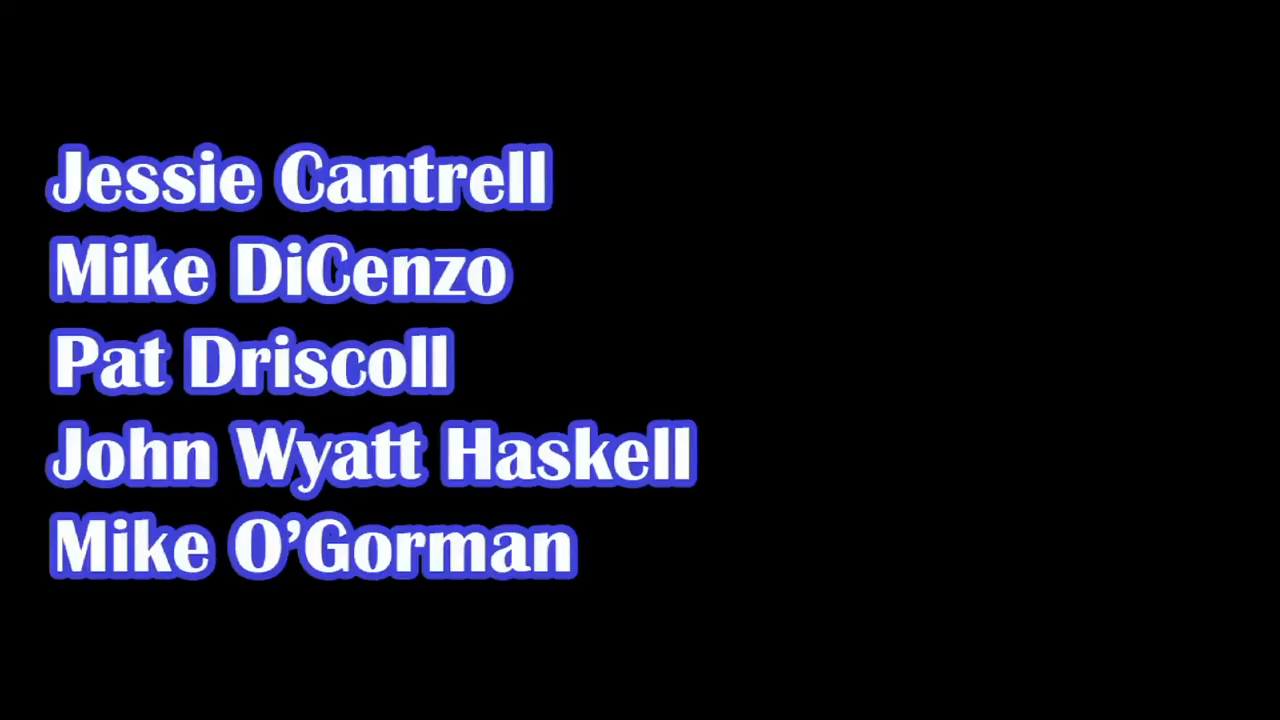 Jessie Cantrell
Mike DiCenzo
Pat Driscoll
John Wyatt Haskell
Mike O’Gorman